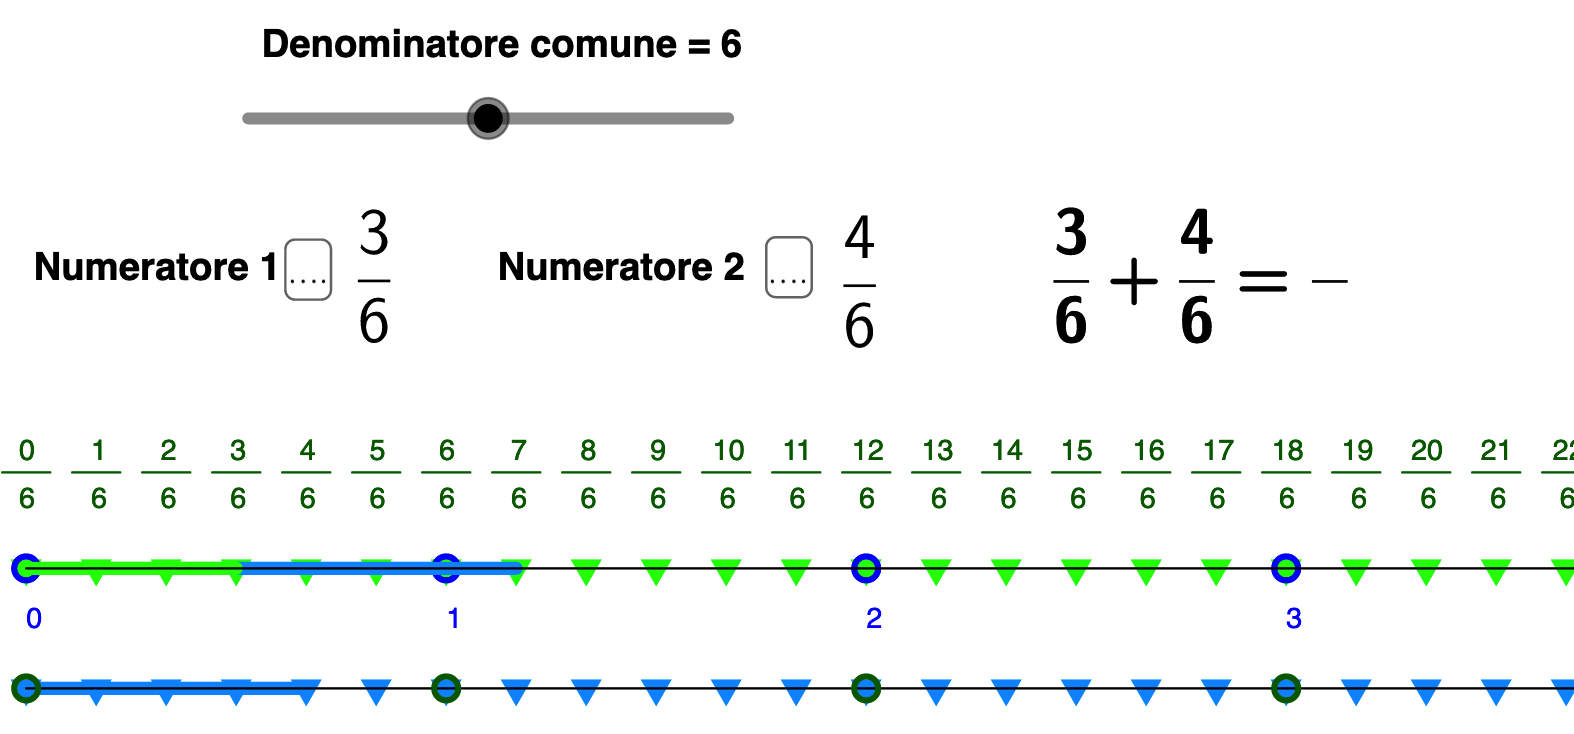 Denominatore comune = 6
Numeratore 1 .... 3/6 Numeratore 2 .... 4/6 3/6 + 4/6 = –
0/6 1/6 2/6 3/6 4/6 5/6 6/6 7/6 8/6 9/6 10/6 11/6 12/6 13/6 14/6 15/6 16/6 17/6 18/6 19/6 20/6 21/6 22/6
0 1 2 3